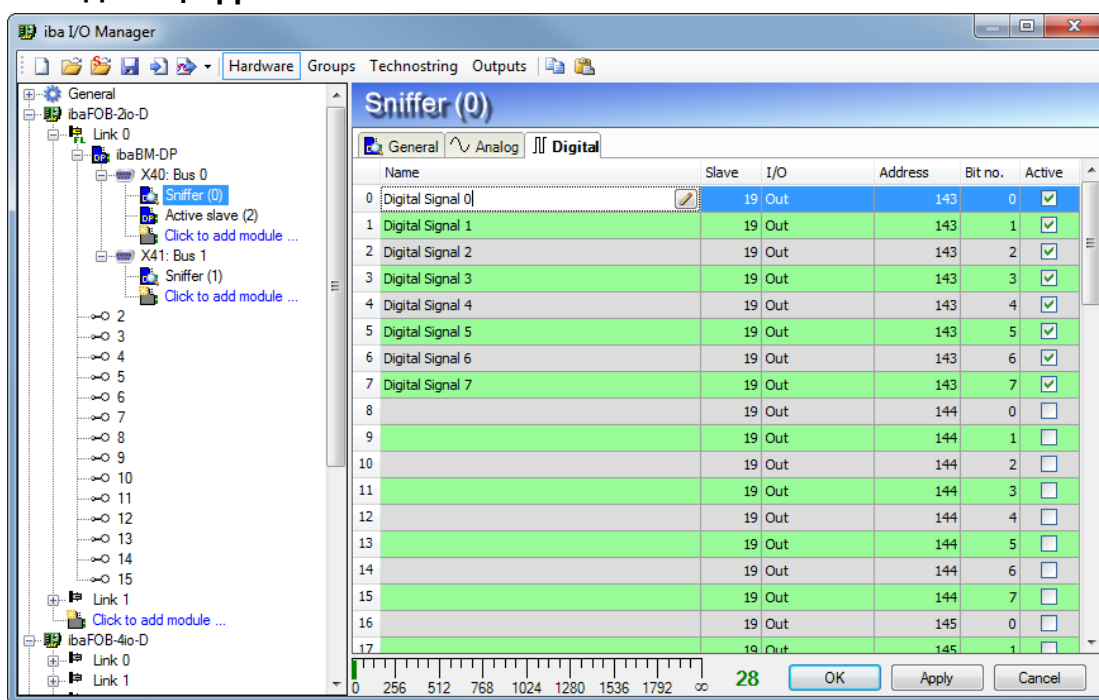 iba I/O Manager
Hardware Groups Technostring Outputs
General
ibaFOB-2io-D
Link 0
ibaBM-DP
X40: Bus 0
Sniffer (0)
Active slave (2)
Click to add module ...
X41: Bus 1
Sniffer (1)
Click to add module ...
2
3
4
5
6
7
8
9
10
11
12
13
14
15
Link 1
Click to add module ...
ibaFOB-4io-D
Link 0
Link 1
Sniffer (0)
General Analog Digital
Name Slave I/O Address Bit no. Active
0 Digital Signal 0 19 Out 143 0
1 Digital Signal 1 19 Out 143 1
2 Digital Signal 2 19 Out 143 2
3 Digital Signal 3 19 Out 143 3
4 Digital Signal 4 19 Out 143 4
5 Digital Signal 5 19 Out 143 5
6 Digital Signal 6 19 Out 143 6
7 Digital Signal 7 19 Out 143 7
8 19 Out 144 0
9 19 Out 144 1
10 19 Out 144 2
11 19 Out 144 3
12 19 Out 144 4
13 19 Out 144 5
14 19 Out 144 6
15 19 Out 144 7
16 19 Out 145 0
17 19 Out 145 1
0 256 512 768 1024 1280 1536 1792 ∞ 28 OK Apply Cancel